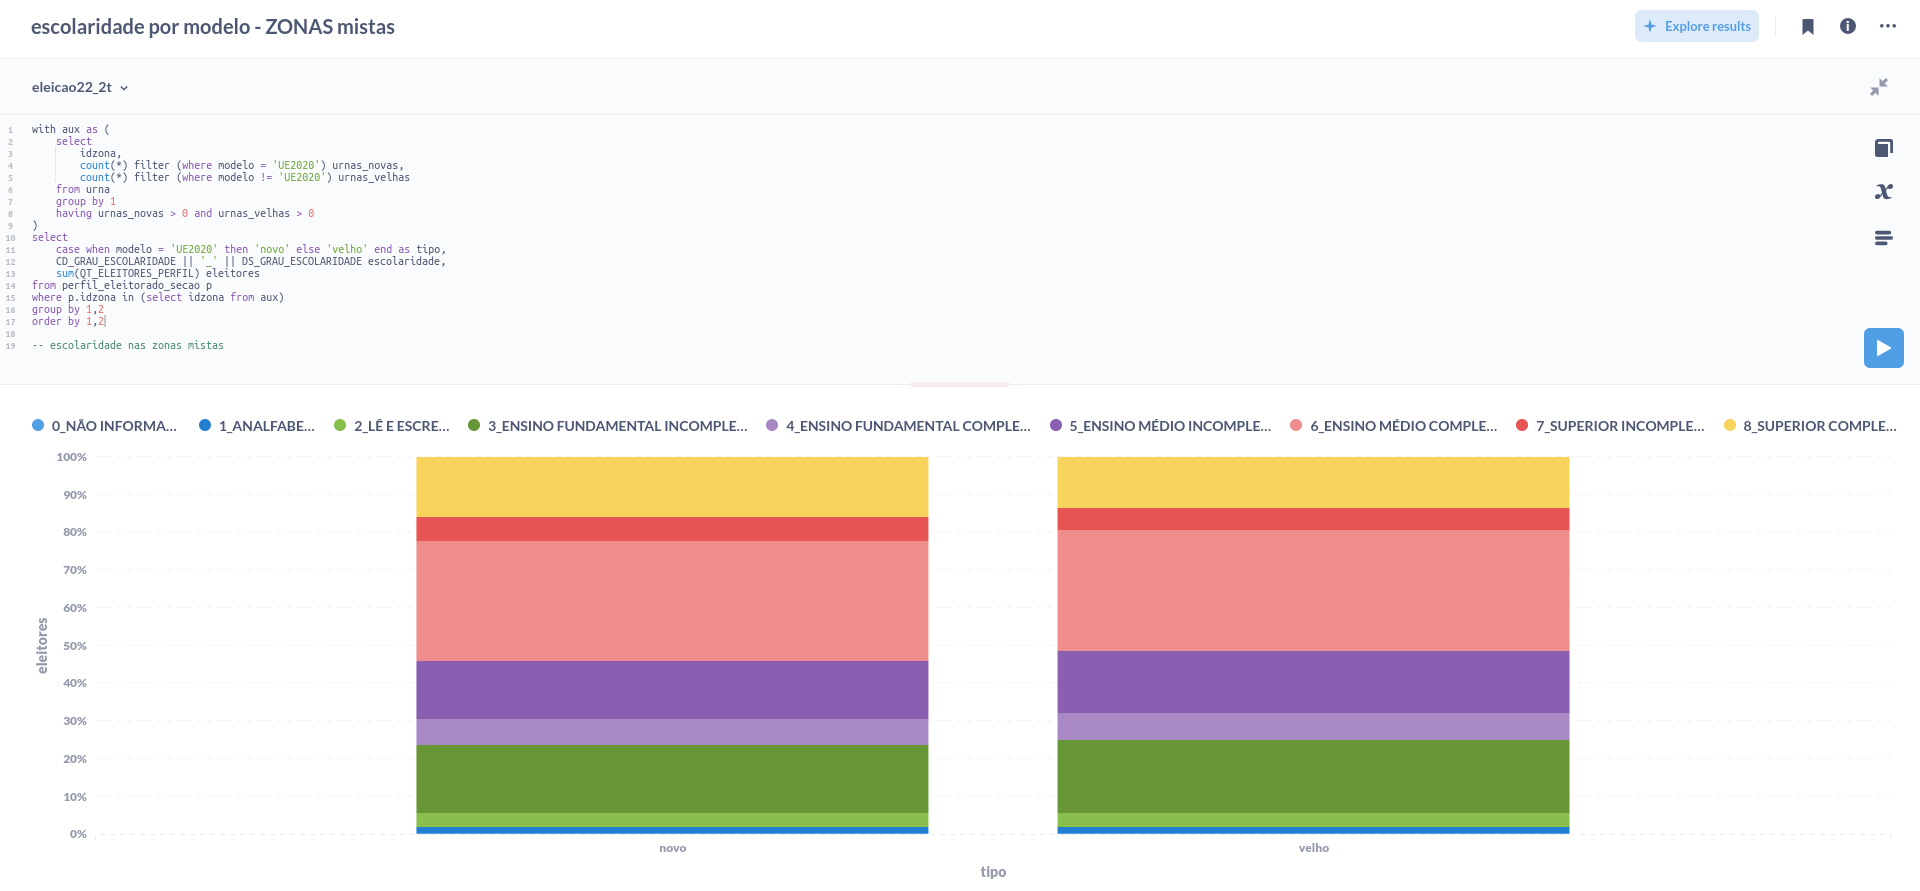 escolaridade por modelo - ZONAS mistas
Explore results
eleicao22_2t
1 with aux as (
2 select
3 idzona,
4 count(*) filter (where modelo = 'UE2020') urnas_novas,
5 count(*) filter (where modelo != 'UE2020') urnas_velhas
6 from urna
7 group by 1
8 having urnas_novas > 0 and urnas_velhas > 0
9 )
10 select
11 case when modelo = 'UE2020' then 'novo' else 'velho' end as tipo,
12 CD_GRAU_ESCOLARIDADE || '_' || DS_GRAU_ESCOLARIDADE escolaridade,
13 sum(QT_ELEITORES_PERFIL) eleitores
14 from perfil_eleitorado_secao p
15 where p.idzona in (select idzona from aux)
16 group by 1,2
17 order by 1,2
18
19 -- escolaridade nas zonas mistas
0_NÃO INFORMA... 1_ANALFABE... 2_LÊ E ESCRE... 3_ENSINO FUNDAMENTAL INCOMPLE... 4_ENSINO FUNDAMENTAL COMPLE... 5_ENSINO MÉDIO INCOMPLE... 6_ENSINO MÉDIO COMPLE... 7_SUPERIOR INCOMPLE... 8_SUPERIOR COMPLE...
100%
90%
80%
70%
60%
50%
40%
30%
20%
10%
0%
eleitores
novo velho
tipo